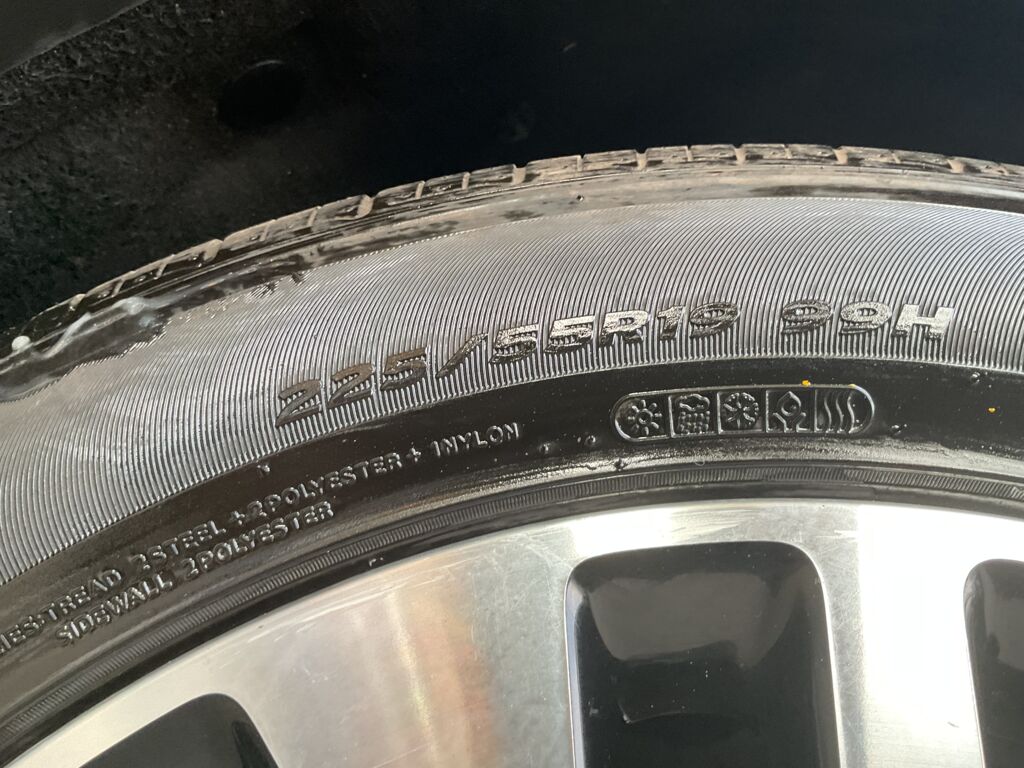 225/55R19 99H
TREAD 2STEEL + 2POLYESTER + 1NYLON
SIDEWALL 2POLYESTER